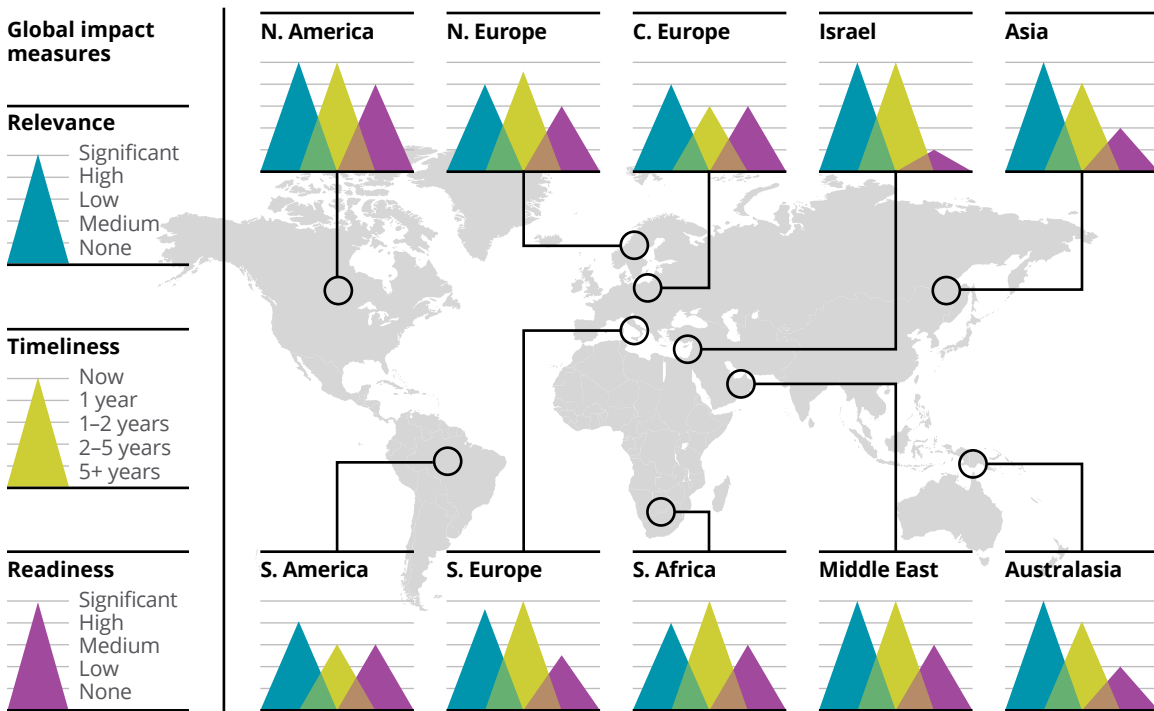 Global impact
measures
Relevance
Significant
High
Low
Medium
None
Timeliness
Now
1 year
1–2 years
2–5 years
5+ years
Readiness
Significant
High
Medium
Low
None
N. America
N. Europe
C. Europe
Israel
Asia
S. America
S. Europe
S. Africa
Middle East
Australasia